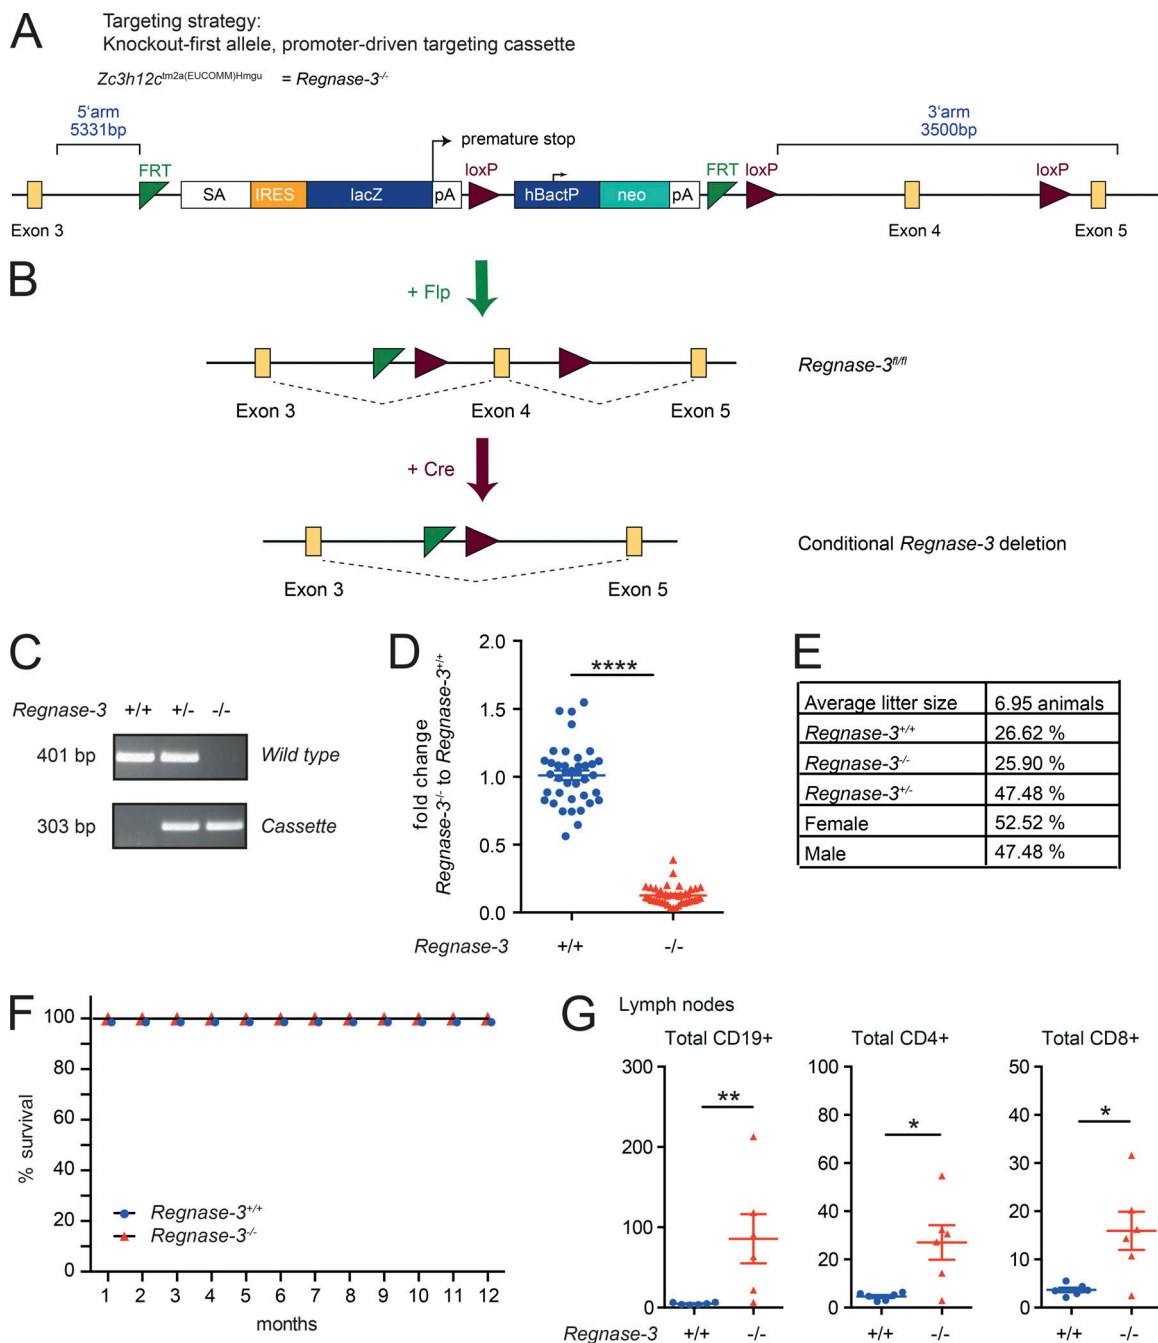 A
Targeting strategy:
Knockout-first allele, promoter-driven targeting cassette
Zc3h12c^tm2a(EUCOMM)Hmgu = Regnase-3^-/-
5‘arm
5331bp
3‘arm
3500bp
premature stop
FRT
loxP
FRT
loxP
loxP
SA
IRES
lacZ
pA
hBactP
neo
pA
Exon 3
Exon 4
Exon 5
B
+ Flp
Regnase-3^fl/fl
Exon 3
Exon 4
Exon 5
+ Cre
Conditional Regnase-3 deletion
Exon 3
Exon 5
C
Regnase-3 +/+ +/- -/-
401 bp Wild type
303 bp Cassette
D
fold change
Regnase-3^-/- to Regnase-3^+/+
2.0
1.5
1.0
0.5
0.0
****
Regnase-3 +/+ -/-
E
Average litter size 6.95 animals
Regnase-3^+/+ 26.62 %
Regnase-3^-/- 25.90 %
Regnase-3^+/- 47.48 %
Female 52.52 %
Male 47.48 %
F
% survival
100
80
60
40
20
0
Regnase-3^+/+
Regnase-3^-/-
1 2 3 4 5 6 7 8 9 10 11 12
months
G
Lymph nodes
Total CD19+
300
200
100
0
**
Total CD4+
100
80
60
40
20
0
*
Total CD8+
50
40
30
20
10
0
*
Regnase-3 +/+ -/- +/+ -/- +/+ -/-